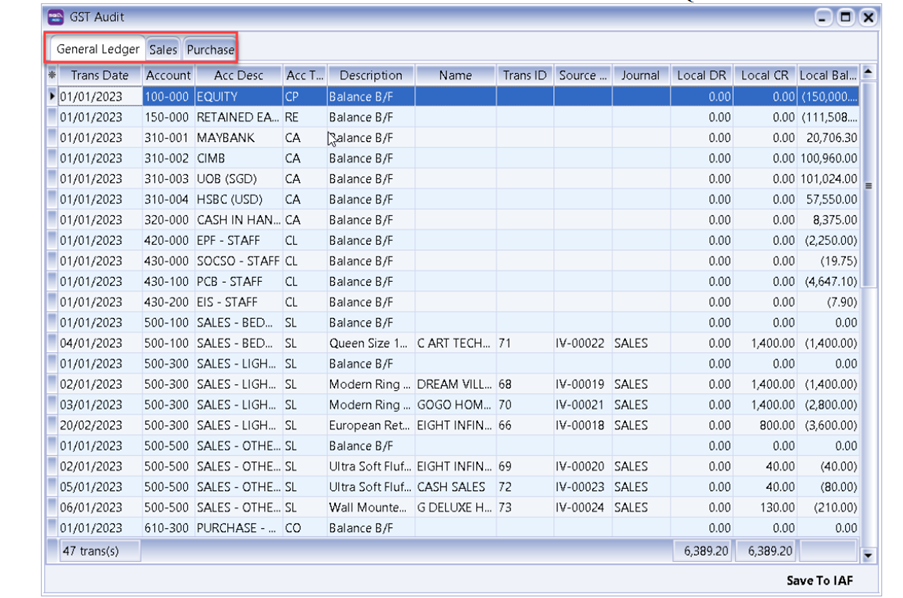 GST Audit
General Ledger Sales Purchase
Trans Date Account Acc Desc Acc T... Description Name Trans ID Source ... Journal Local DR Local CR Local Bal...
01/01/2023 100-000 EQUITY CP Balance B/F 0.00 0.00 (150,000....
01/01/2023 150-000 RETAINED EA... RE Balance B/F 0.00 0.00 (111,508....
01/01/2023 310-001 MAYBANK CA Balance B/F 0.00 0.00 20,706.30
01/01/2023 310-002 CIMB CA Balance B/F 0.00 0.00 100,960.00
01/01/2023 310-003 UOB (SGD) CA Balance B/F 0.00 0.00 101,024.00
01/01/2023 310-004 HSBC (USD) CA Balance B/F 0.00 0.00 57,550.00
01/01/2023 320-000 CASH IN HAN... CA Balance B/F 0.00 0.00 8,375.00
01/01/2023 420-000 EPF - STAFF CL Balance B/F 0.00 0.00 (2,250.00)
01/01/2023 430-000 SOCSO - STAFF CL Balance B/F 0.00 0.00 (19.75)
01/01/2023 430-100 PCB - STAFF CL Balance B/F 0.00 0.00 (4,647.10)
01/01/2023 430-200 EIS - STAFF CL Balance B/F 0.00 0.00 (7.90)
01/01/2023 500-100 SALES - BED... SL Balance B/F 0.00 0.00 0.00
04/01/2023 500-100 SALES - BED... SL Queen Size 1... C ART TECH... 71 IV-00022 SALES 0.00 1,400.00 (1,400.00)
01/01/2023 500-300 SALES - LIGH... SL Balance B/F 0.00 0.00 0.00
02/01/2023 500-300 SALES - LIGH... SL Modern Ring ... DREAM VILL... 68 IV-00019 SALES 0.00 1,400.00 (1,400.00)
03/01/2023 500-300 SALES - LIGH... SL Modern Ring ... GOGO HOM... 70 IV-00021 SALES 0.00 1,400.00 (2,800.00)
20/02/2023 500-300 SALES - LIGH... SL European Ret... EIGHT INFIN... 66 IV-00018 SALES 0.00 800.00 (3,600.00)
01/01/2023 500-500 SALES - OTHE... SL Balance B/F 0.00 0.00 0.00
02/01/2023 500-500 SALES - OTHE... SL Ultra Soft Fluf... EIGHT INFIN... 69 IV-00020 SALES 0.00 40.00 (40.00)
05/01/2023 500-500 SALES - OTHE... SL Ultra Soft Fluf... CASH SALES 72 IV-00023 SALES 0.00 40.00 (80.00)
06/01/2023 500-500 SALES - OTHE... SL Wall Mounte... G DELUXE H... 73 IV-00024 SALES 0.00 130.00 (210.00)
01/01/2023 610-300 PURCHASE - ... CO Balance B/F 0.00 0.00 0.00
47 trans(s) 6,389.20 6,389.20
Save To IAF